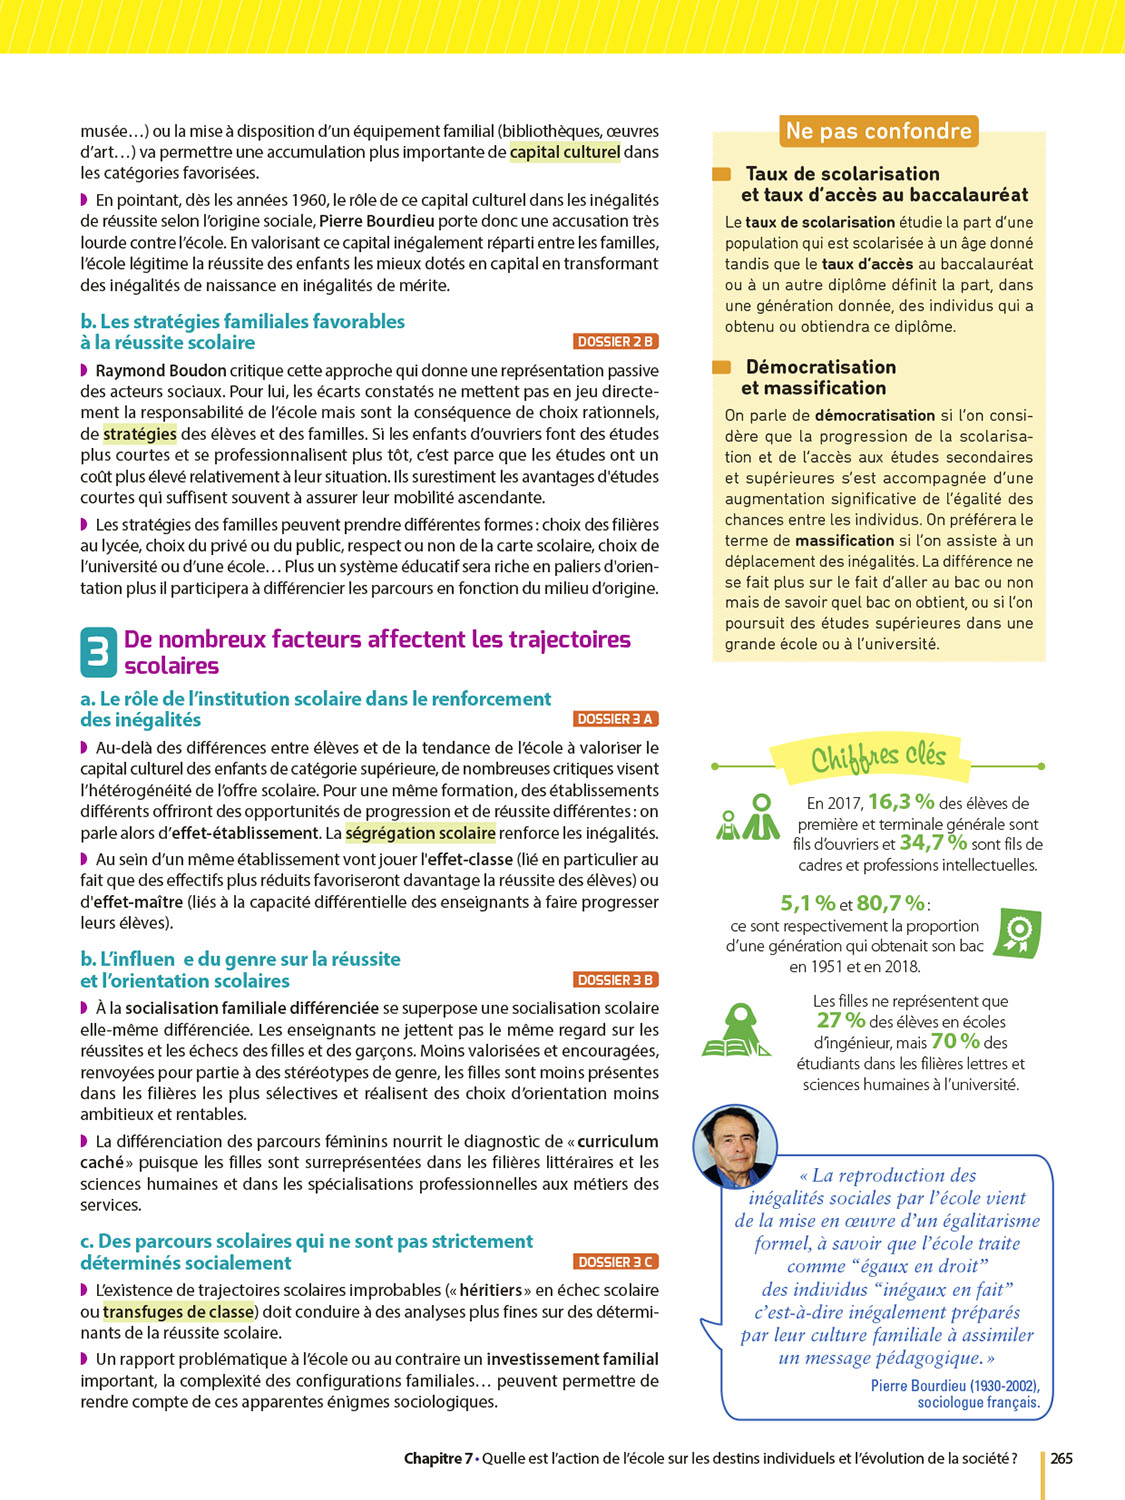 musée…) ou la mise à disposition d'un équipement familial (bibliothèques, œuvres
d'art…) va permettre une accumulation plus importante de capital culturel dans
les catégories favorisées.
En pointant, dès les années 1960, le rôle de ce capital culturel dans les inégalités
de réussite selon l'origine sociale, Pierre Bourdieu porte donc une accusation très
lourde contre l'école. En valorisant ce capital inégalement réparti entre les familles,
l'école légitime la réussite des enfants les mieux dotés en capital en transformant
des inégalités de naissance en inégalités de mérite.
b. Les stratégies familiales favorables
à la réussite scolaire
DOSSIER 2 B
Raymond Boudon critique cette approche qui donne une représentation passive
des acteurs sociaux. Pour lui, les écarts constatés ne mettent pas en jeu directe-
ment la responsabilité de l'école mais sont la conséquence de choix rationnels,
de stratégies des élèves et des familles. Si les enfants d'ouvriers font des études
plus courtes et se professionnalisent plus tôt, c'est parce que les études ont un
coût plus élevé relativement à leur situation. Ils surestiment les avantages d'études
courtes qui suffisent souvent à assurer leur mobilité ascendante.
Les stratégies des familles peuvent prendre différentes formes : choix des filières
au lycée, choix du privé ou du public, respect ou non de la carte scolaire, choix de
l'université ou d'une école… Plus un système éducatif sera riche en paliers d'orien-
tation plus il participera à différencier les parcours en fonction du milieu d'origine.
3 De nombreux facteurs affectent les trajectoires
scolaires
a. Le rôle de l'institution scolaire dans le renforcement
des inégalités
DOSSIER 3 A
Au-delà des différences entre élèves et de la tendance de l'école à valoriser le
capital culturel des enfants de catégorie supérieure, de nombreuses critiques visent
l'hétérogénéité de l'offre scolaire. Pour une même formation, des établissements
différents offriront des opportunités de progression et de réussite différentes : on
parle alors d'effet-établissement. La ségrégation scolaire renforce les inégalités.
Au sein d'un même établissement vont jouer l'effet-classe (lié en particulier au
fait que des effectifs plus réduits favoriseront davantage la réussite des élèves) ou
d'effet-maître (liés à la capacité différentielle des enseignants à faire progresser
leurs élèves).
b. L'influen e du genre sur la réussite
et l'orientation scolaires
DOSSIER 3 B
À la socialisation familiale différenciée se superpose une socialisation scolaire
elle-même différenciée. Les enseignants ne jettent pas le même regard sur les
réussites et les échecs des filles et des garçons. Moins valorisées et encouragées,
renvoyées pour partie à des stéréotypes de genre, les filles sont moins présentes
dans les filières les plus sélectives et réalisent des choix d'orientation moins
ambitieux et rentables.
La différenciation des parcours féminins nourrit le diagnostic de « curriculum
caché » puisque les filles sont surreprésentées dans les filières littéraires et les
sciences humaines et dans les spécialisations professionnelles aux métiers des
services.
c. Des parcours scolaires qui ne sont pas strictement
déterminés socialement
DOSSIER 3 C
L'existence de trajectoires scolaires improbables (« héritiers » en échec scolaire
ou transfuges de classe) doit conduire à des analyses plus fines sur des détermi-
nants de la réussite scolaire.
Un rapport problématique à l'école ou au contraire un investissement familial
important, la complexité des configurations familiales… peuvent permettre de
rendre compte de ces apparentes énigmes sociologiques.
Ne pas confondre
Taux de scolarisation
et taux d'accès au baccalauréat
Le taux de scolarisation étudie la part d'une
population qui est scolarisée à un âge donné
tandis que le taux d'accès au baccalauréat
ou à un autre diplôme définit la part, dans
une génération donnée, des individus qui a
obtenu ou obtiendra ce diplôme.
Démocratisation
et massification
On parle de démocratisation si l'on consi-
dère que la progression de la scolarisa-
tion et de l'accès aux études secondaires
et supérieures s'est accompagnée d'une
augmentation significative de l'égalité des
chances entre les individus. On préférera le
terme de massification si l'on assiste à un
déplacement des inégalités. La différence ne
se fait plus sur le fait d'aller au bac ou non
mais de savoir quel bac on obtient, ou si l'on
poursuit des études supérieures dans une
grande école ou à l'université.
Chiffres clés
En 2017, 16,3 % des élèves de
première et terminale générale sont
fils d'ouvriers et 34,7 % sont fils de
cadres et professions intellectuelles.
5,1 % et 80,7 % :
ce sont respectivement la proportion
d'une génération qui obtenait son bac
en 1951 et en 2018.
Les filles ne représentent que
27 % des élèves en écoles
d'ingénieur, mais 70 % des
étudiants dans les filières lettres et
sciences humaines à l'université.
« La reproduction des
inégalités sociales par l'école vient
de la mise en œuvre d'un égalitarisme
formel, à savoir que l'école traite
comme “égaux en droit”
des individus “inégaux en fait”
c'est-à-dire inégalement préparés
par leur culture familiale à assimiler
un message pédagogique. »
Pierre Bourdieu (1930-2002),
sociologue français.
Chapitre 7 • Quelle est l'action de l'école sur les destins individuels et l'évolution de la société ? 265